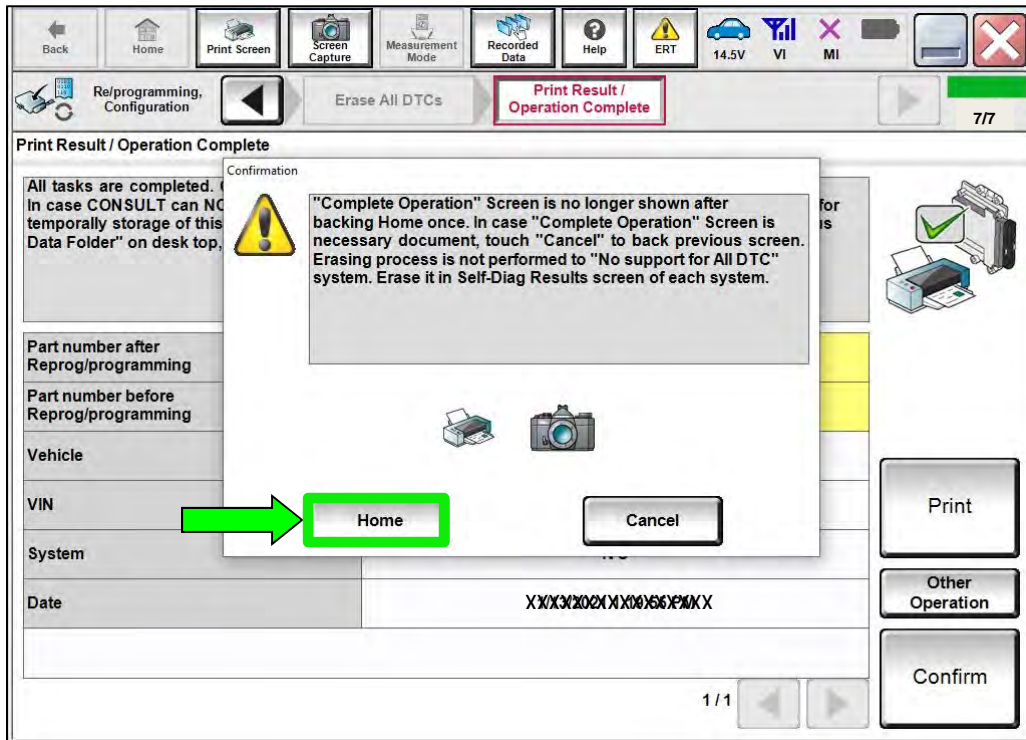 Back
Home
Print Screen
Screen
Capture
Measurement
Mode
Recorded
Data
Help
ERT
14.5V
VI
MI
Re/programming,
Configuration
Erase All DTCs
Print Result /
Operation Complete
7/7
Print Result / Operation Complete
Confirmation
All tasks are completed.
In case CONSULT can
for
temporally storage of this
Data Folder" on desk top,
"Complete Operation" Screen is no longer shown after
backing Home once. In case "Complete Operation" Screen is
necessary document, touch "Cancel" to back previous screen.
Erasing process is not performed to "No support for All DTC"
system. Erase it in Self-Diag Results screen of each system.
Part number after
Reprog/programming
Part number before
Reprog/programming
Vehicle
VIN
System
Date
Home
Cancel
Print
Other
Operation
Confirm
1/1